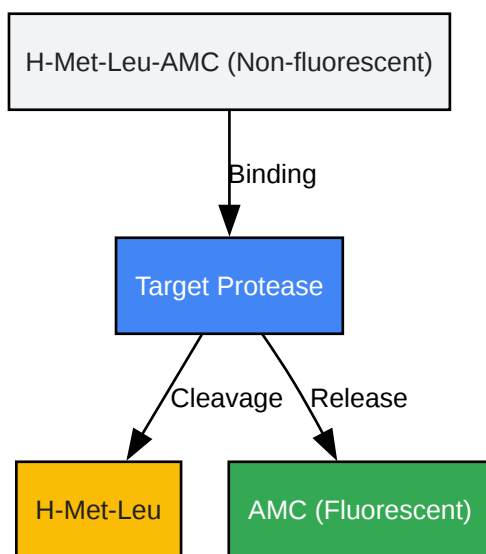 H-Met-Leu-AMC (Non-fluorescent)
Binding
Target Protease
Cleavage
Release
H-Met-Leu
AMC (Fluorescent)